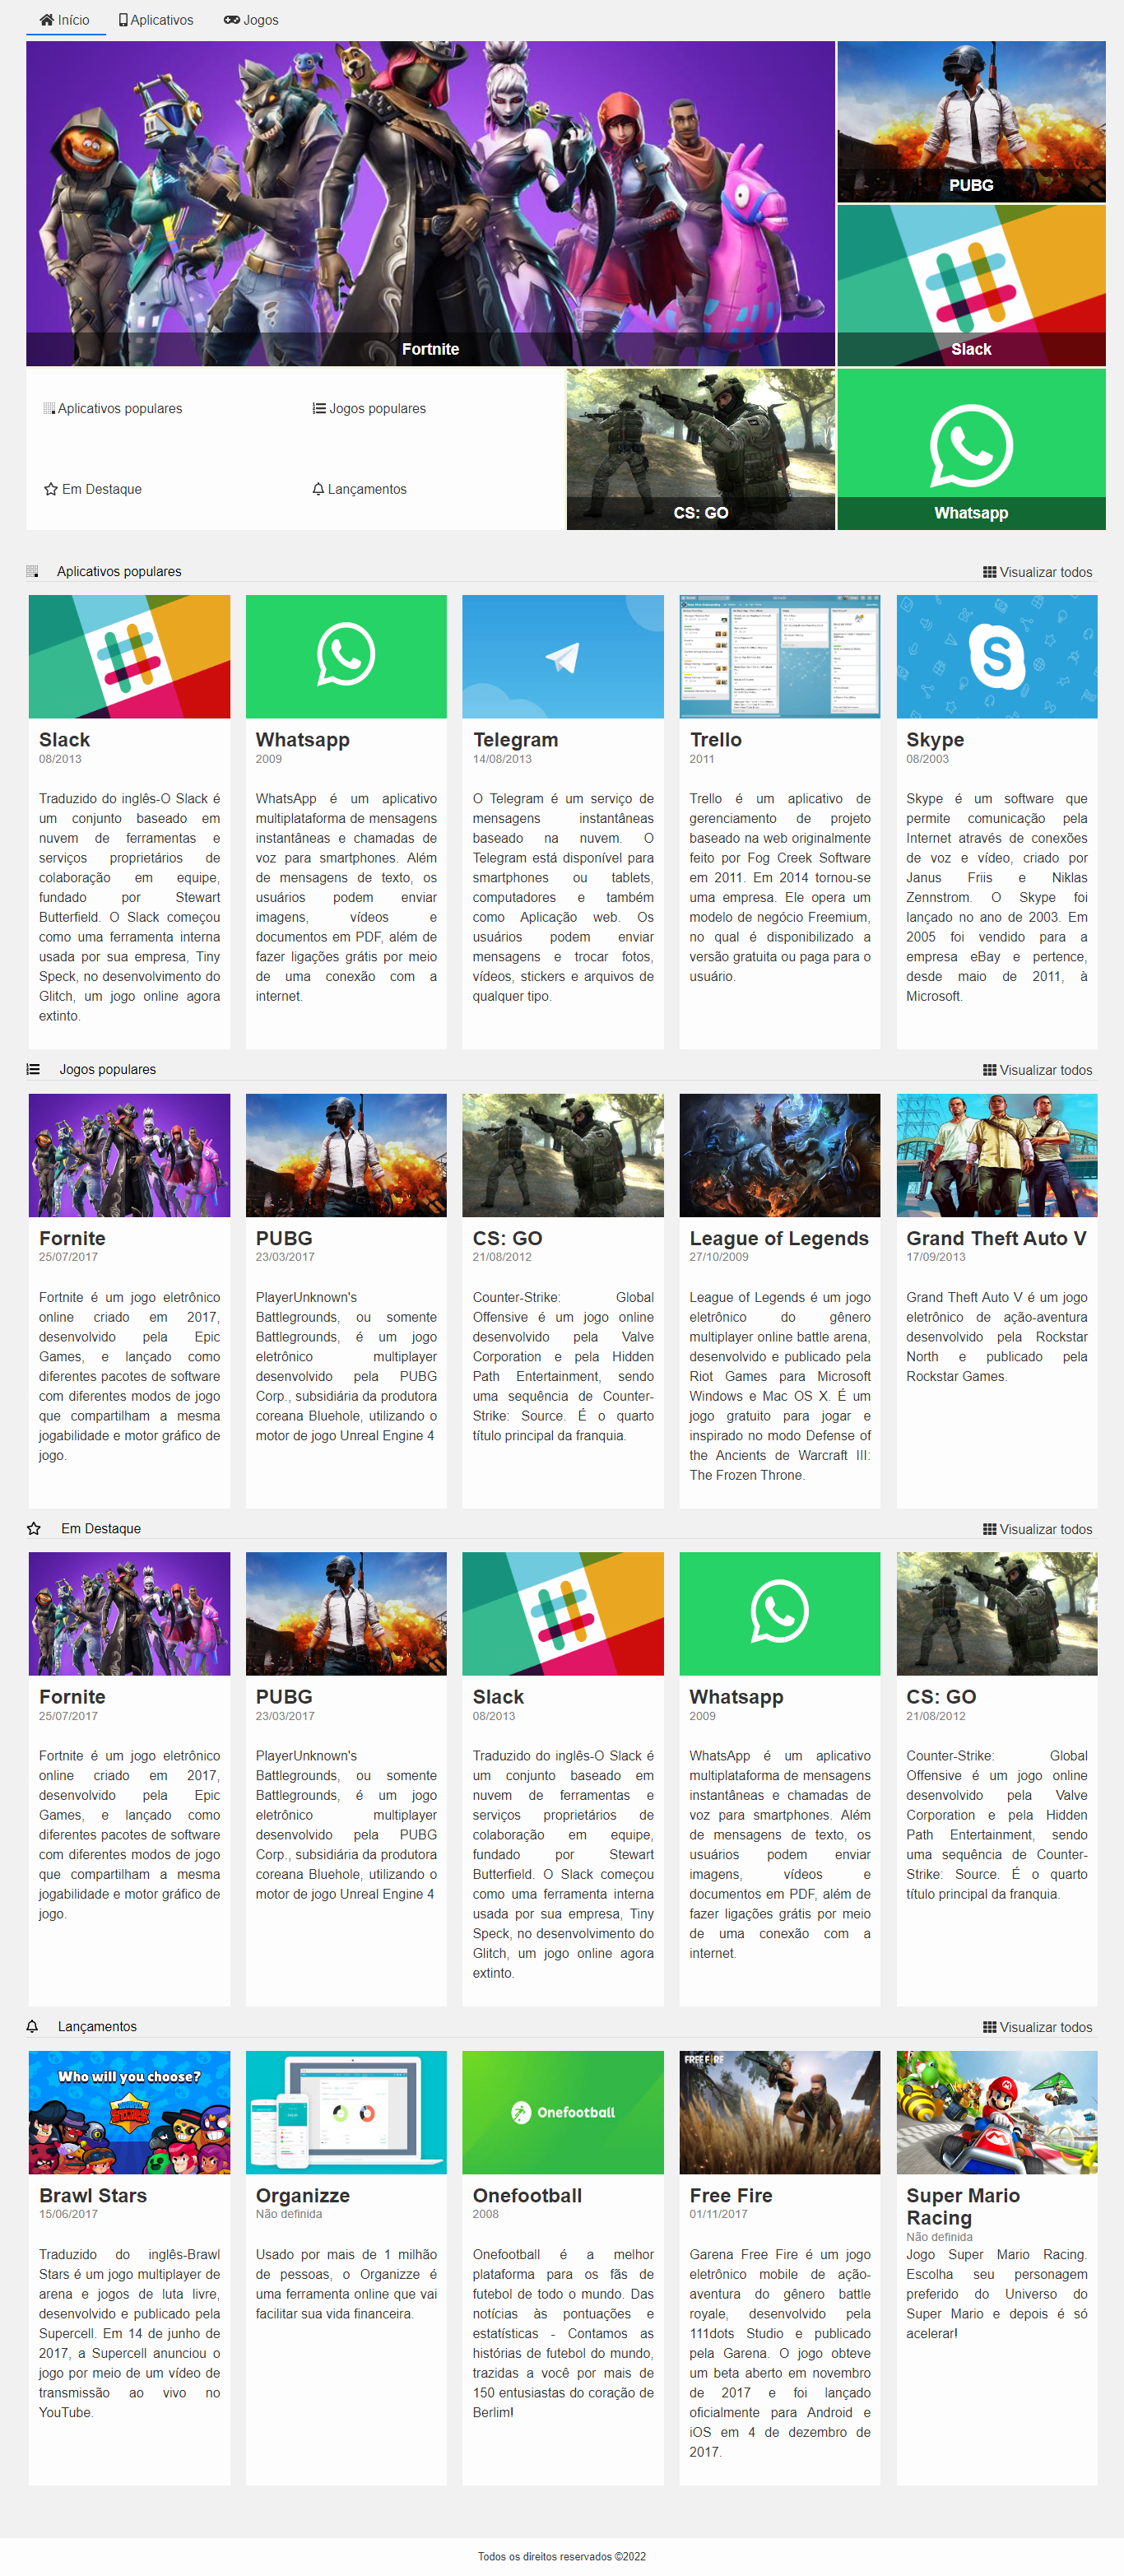 Início
Aplicativos
Jogos
PUBG
Fortnite
Slack
Aplicativos populares
Jogos populares
Em Destaque
Lançamentos
CS: GO
Whatsapp
Aplicativos populares
Visualizar todos
Slack
08/2013
Traduzido do inglês-O Slack é
um conjunto baseado em
nuvem de ferramentas e
serviços proprietários de
colaboração em equipe,
fundado por Stewart
Butterfield. O Slack começou
como uma ferramenta interna
usada por sua empresa, Tiny
Speck, no desenvolvimento do
Glitch, um jogo online agora
extinto.
Whatsapp
2009
WhatsApp é um aplicativo
multiplataforma de mensagens
instantâneas e chamadas de
voz para smartphones. Além
de mensagens de texto, os
usuários podem enviar
imagens, vídeos e
documentos em PDF, além de
fazer ligações grátis por meio
de uma conexão com a
internet.
Telegram
14/08/2013
O Telegram é um serviço de
mensagens instantâneas
baseado na nuvem. O
Telegram está disponível para
smartphones ou tablets,
computadores e também
como Aplicação web. Os
usuários podem enviar
mensagens e trocar fotos,
vídeos, stickers e arquivos de
qualquer tipo.
Trello
2011
Trello é um aplicativo de
gerenciamento de projeto
baseado na web originalmente
feito por Fog Creek Software
em 2011. Em 2014 tornou-se
uma empresa. Ele opera um
modelo de negócio Freemium,
no qual é disponibilizado a
versão gratuita ou paga para o
usuário.
Skype
08/2003
Skype é um software que
permite comunicação pela
Internet através de conexões
de voz e vídeo, criado por
Janus Friis e Niklas
Zennstrom. O Skype foi
lançado no ano de 2003. Em
2005 foi vendido para a
empresa eBay e pertence,
desde maio de 2011, à
Microsoft.
Jogos populares
Visualizar todos
Fornite
25/07/2017
Fortnite é um jogo eletrônico
online criado em 2017,
desenvolvido pela Epic
Games, e lançado como
diferentes pacotes de software
com diferentes modos de jogo
que compartilham a mesma
jogabilidade e motor gráfico de
jogo.
PUBG
23/03/2017
PlayerUnknown's
Battlegrounds, ou somente
Battlegrounds, é um jogo
eletrônico multiplayer
desenvolvido pela PUBG
Corp., subsidiária da produtora
coreana Bluehole, utilizando o
motor de jogo Unreal Engine 4
CS: GO
21/08/2012
Counter-Strike: Global
Offensive é um jogo online
desenvolvido pela Valve
Corporation e pela Hidden
Path Entertainment, sendo
uma sequência de Counter-
Strike: Source. É o quarto
título principal da franquia.
League of Legends
27/10/2009
League of Legends é um jogo
eletrônico do gênero
multiplayer online battle arena,
desenvolvido e publicado pela
Riot Games para Microsoft
Windows e Mac OS X. É um
jogo gratuito para jogar e
inspirado no modo Defense of
the Ancients de Warcraft III:
The Frozen Throne.
Grand Theft Auto V
17/09/2013
Grand Theft Auto V é um jogo
eletrônico de ação-aventura
desenvolvido pela Rockstar
North e publicado pela
Rockstar Games.
Em Destaque
Visualizar todos
Fornite
25/07/2017
Fortnite é um jogo eletrônico
online criado em 2017,
desenvolvido pela Epic
Games, e lançado como
diferentes pacotes de software
com diferentes modos de jogo
que compartilham a mesma
jogabilidade e motor gráfico de
jogo.
PUBG
23/03/2017
PlayerUnknown's
Battlegrounds, ou somente
Battlegrounds, é um jogo
eletrônico multiplayer
desenvolvido pela PUBG
Corp., subsidiária da produtora
coreana Bluehole, utilizando o
motor de jogo Unreal Engine 4
Slack
08/2013
Traduzido do inglês-O Slack é
um conjunto baseado em
nuvem de ferramentas e
serviços proprietários de
colaboração em equipe,
fundado por Stewart
Butterfield. O Slack começou
como uma ferramenta interna
usada por sua empresa, Tiny
Speck, no desenvolvimento do
Glitch, um jogo online agora
extinto.
Whatsapp
2009
WhatsApp é um aplicativo
multiplataforma de mensagens
instantâneas e chamadas de
voz para smartphones. Além
de mensagens de texto, os
usuários podem enviar
imagens, vídeos e
documentos em PDF, além de
fazer ligações grátis por meio
de uma conexão com a
internet.
CS: GO
21/08/2012
Counter-Strike: Global
Offensive é um jogo online
desenvolvido pela Valve
Corporation e pela Hidden
Path Entertainment, sendo
uma sequência de Counter-
Strike: Source. É o quarto
título principal da franquia.
Lançamentos
Visualizar todos
Who will you choose?
BRAWL
STARS
Brawl Stars
15/06/2017
Traduzido do inglês-Brawl
Stars é um jogo multiplayer de
arena e jogos de luta livre,
desenvolvido e publicado pela
Supercell. Em 14 de junho de
2017, a Supercell anunciou o
jogo por meio de um vídeo de
transmissão ao vivo no
YouTube.
Organizze
Não definida
Usado por mais de 1 milhão
de pessoas, o Organizze é
uma ferramenta online que vai
facilitar sua vida financeira.
Onefootball
Onefootball
2008
Onefootball é a melhor
plataforma para os fãs de
futebol de todo o mundo. Das
notícias às pontuações e
estatísticas - Contamos as
histórias de futebol do mundo,
trazidas a você por mais de
150 entusiastas do coração de
Berlim!
FREE FIRE
Free Fire
01/11/2017
Garena Free Fire é um jogo
eletrônico mobile de ação-
aventura do gênero battle
royale, desenvolvido pela
111dots Studio e publicado
pela Garena. O jogo obteve
um beta aberto em novembro
de 2017 e foi lançado
oficialmente para Android e
iOS em 4 de dezembro de
2017.
Super Mario
Racing
Não definida
Jogo Super Mario Racing.
Escolha seu personagem
preferido do Universo do
Super Mario e depois é só
acelerar!
Todos os direitos reservados ©2022